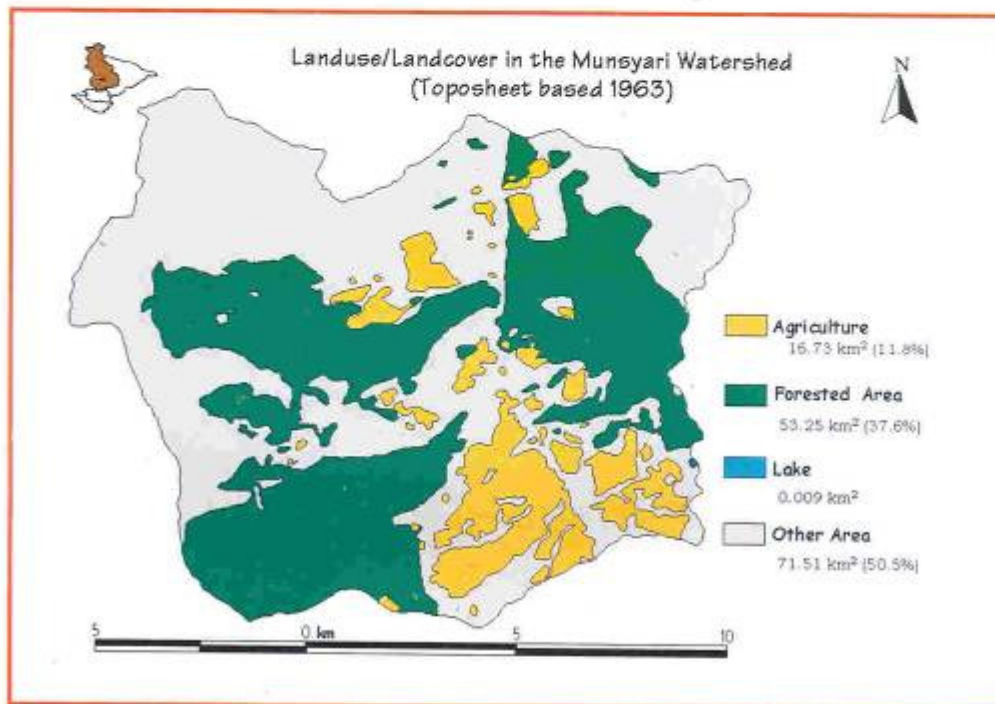 Landuse/Landcover in the Munsyari Watershed
(Toposheet based 1963)
N
Agriculture
16.73 km² (11.8%)
Forested Area
53.25 km² (37.6%)
Lake
0.009 km²
Other Area
71.51 km² (50.5%)
5 0 km 5 10